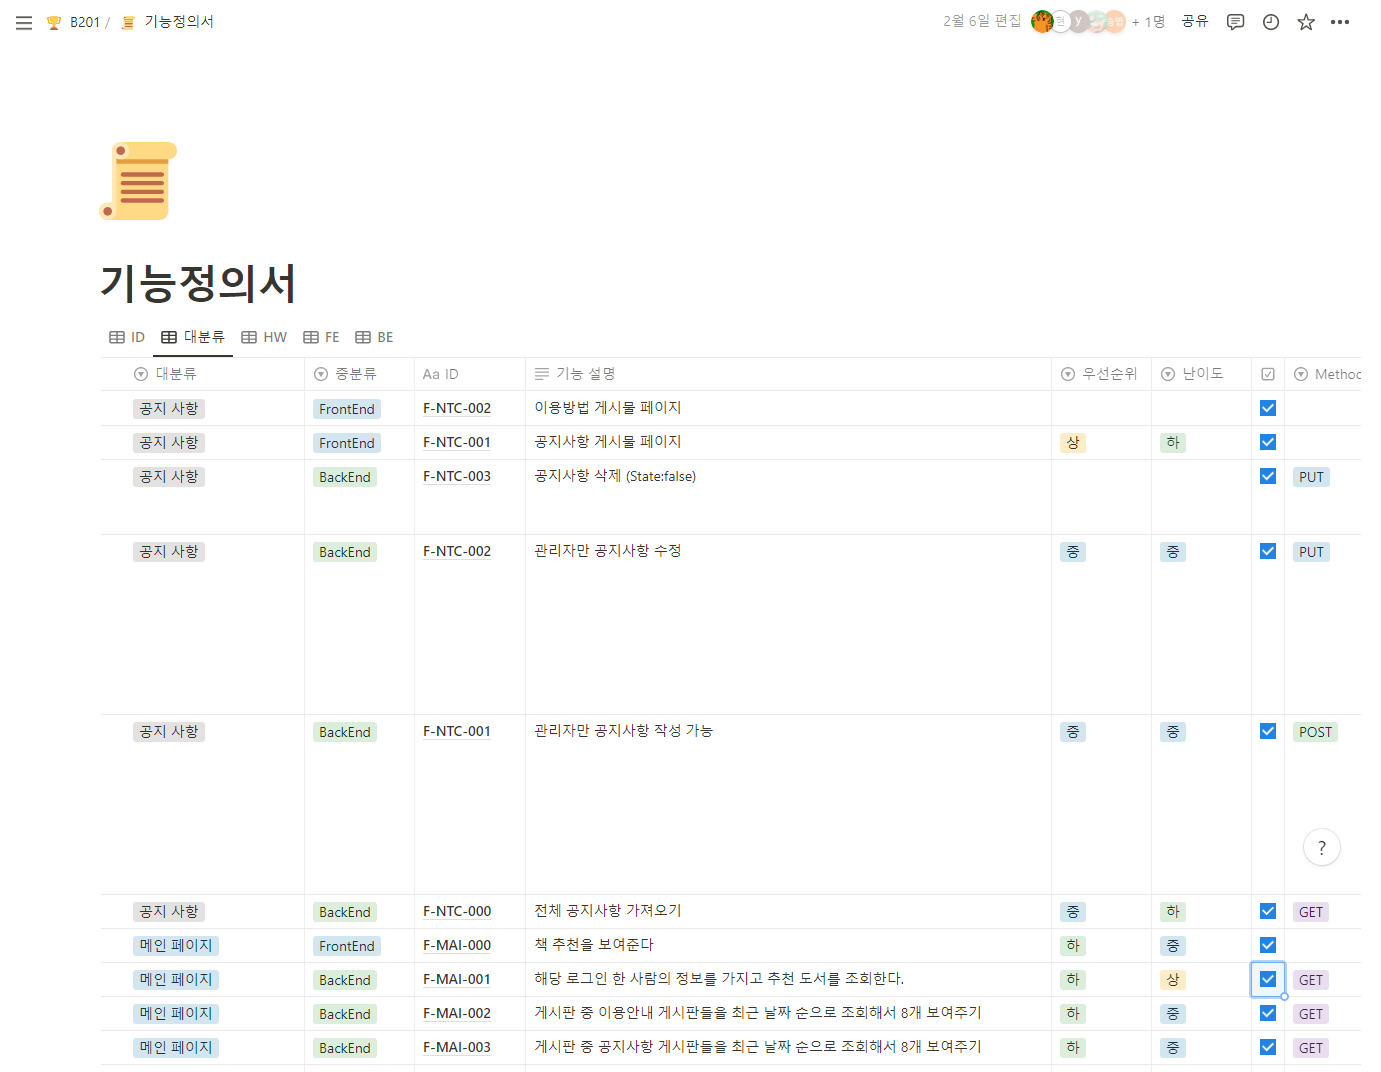 B201 / 기능정의서
2월 6일 편집 현 y 승엽 + 1명 공유
기능정의서
ID 대분류 HW FE BE
대분류 중분류 Aa ID 기능 설명 우선순위 난이도 Method
공지 사항 FrontEnd F-NTC-002 이용방법 게시물 페이지
공지 사항 FrontEnd F-NTC-001 공지사항 게시물 페이지 상 하
공지 사항 BackEnd F-NTC-003 공지사항 삭제 (State:false) PUT
공지 사항 BackEnd F-NTC-002 관리자만 공지사항 수정 중 중 PUT
공지 사항 BackEnd F-NTC-001 관리자만 공지사항 작성 가능 중 중 POST
?
공지 사항 BackEnd F-NTC-000 전체 공지사항 가져오기 중 하 GET
메인 페이지 FrontEnd F-MAI-000 책 추천을 보여준다 하 중
메인 페이지 BackEnd F-MAI-001 해당 로그인 한 사람의 정보를 가지고 추천 도서를 조회한다. 하 상 GET
메인 페이지 BackEnd F-MAI-002 게시판 중 이용안내 게시판들을 최근 날짜 순으로 조회해서 8개 보여주기 하 중 GET
메인 페이지 BackEnd F-MAI-003 게시판 중 공지사항 게시판들을 최근 날짜 순으로 조회해서 8개 보여주기 하 중 GET